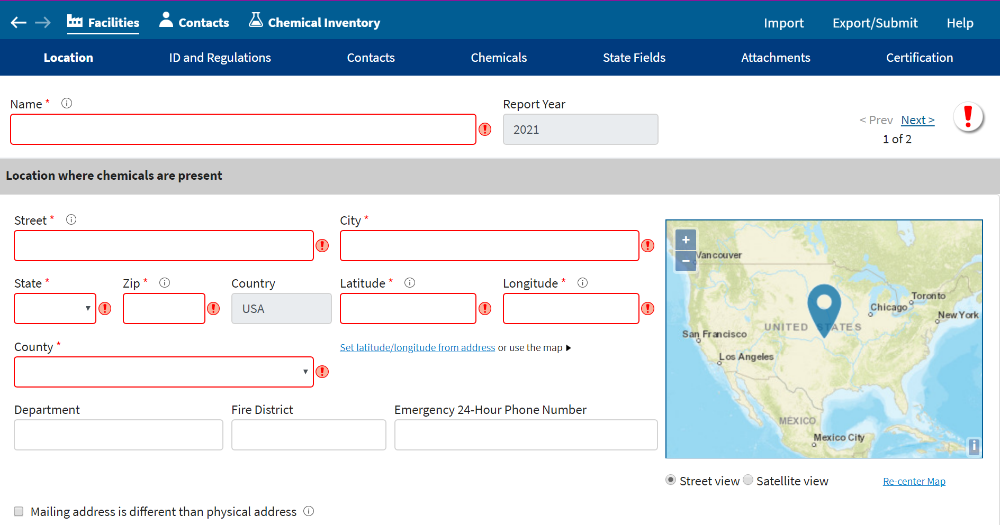 Facilities Contacts Chemical Inventory Import Export/Submit Help
Location ID and Regulations Contacts Chemicals State Fields Attachments Certification
Name * Report Year
2021
< Prev Next >
1 of 2
Location where chemicals are present
Street * City *
State * Zip * Country Latitude * Longitude *
USA
County *
Set latitude/longitude from address or use the map
Department Fire District Emergency 24-Hour Phone Number
+
−
Vancouver
Toronto
Chicago
New York
UNITED STATES
San Francisco
Los Angeles
MÉXICO
Mexico City
Street view Satellite view Re-center Map
Mailing address is different than physical address